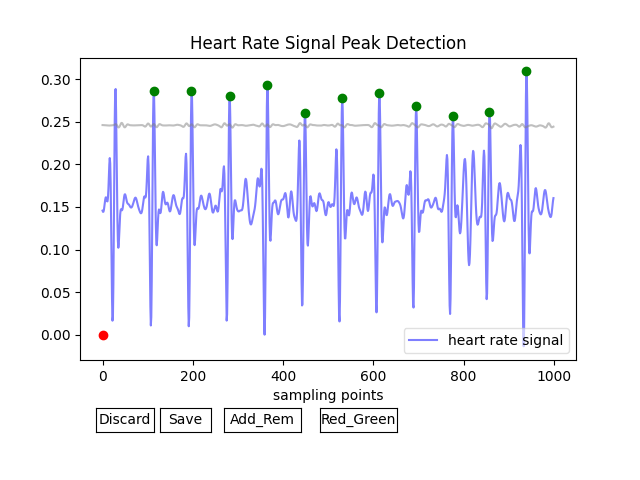 Heart Rate Signal Peak Detection
0.30
0.25
0.20
0.15
0.10
0.05
0.00
heart rate signal
0 200 400 600 800 1000
sampling points
Discard Save Add_Rem Red_Green